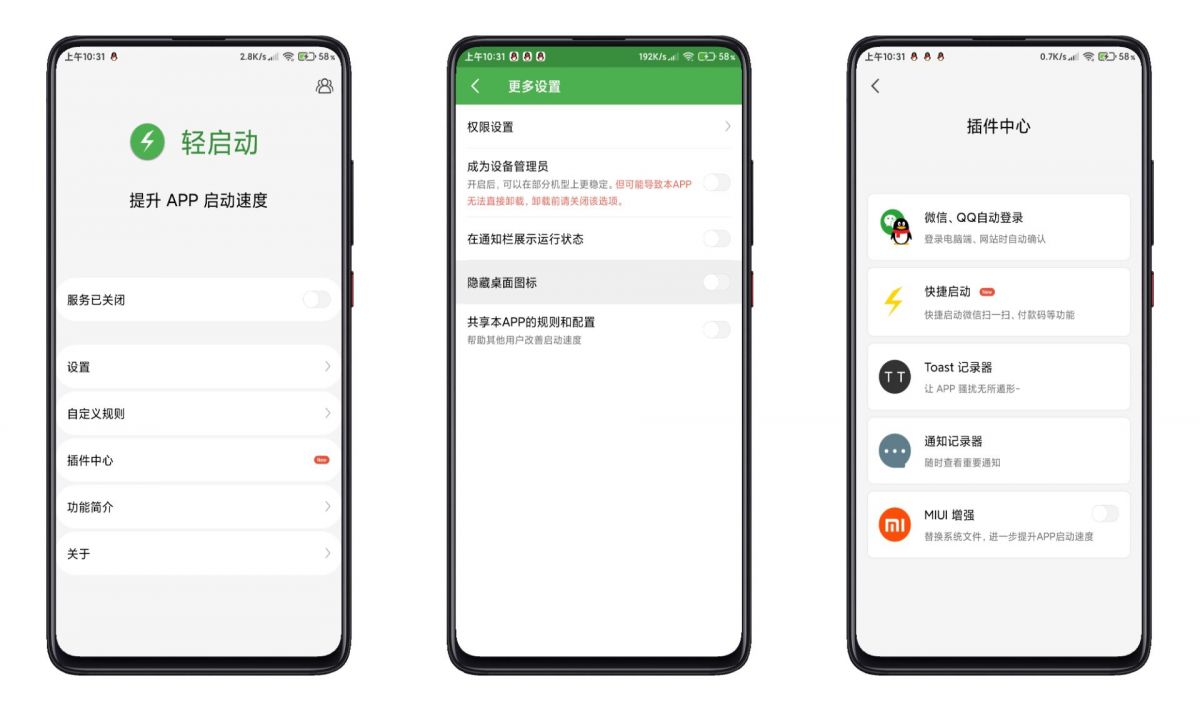 上午10:31
2.8K/s
58%
轻启动
提升 APP 启动速度
服务已关闭
设置
自定义规则
插件中心
New
功能简介
关于
上午10:31
192K/s
58%
更多设置
权限设置
成为设备管理员
开启后，可以在部分机型上更稳定。但可能导致本APP
无法直接卸载，卸载前请关闭该选项。
在通知栏展示运行状态
隐藏桌面图标
共享本APP的规则和配置
帮助其他用户改善启动速度
上午10:31
0.7K/s
58%
插件中心
微信、QQ自动登录
登录电脑端、网站时自动确认
快捷启动 New
快捷启动微信扫一扫、付款码等功能
TT
Toast 记录器
让 APP 骚扰无所遁形~
通知记录器
随时查看重要通知
MIUI 增强
替换系统文件，进一步提升APP启动速度